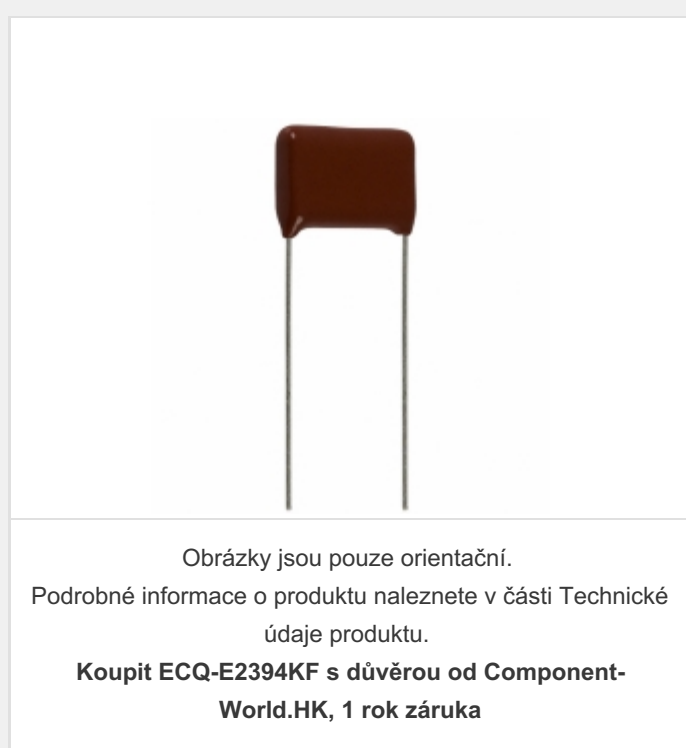 Obrázky jsou pouze orientační.
Podrobné informace o produktu naleznete v části Technické
údaje produktu.
Koupit ECQ-E2394KF s důvěrou od Component-
World.HK, 1 rok záruka